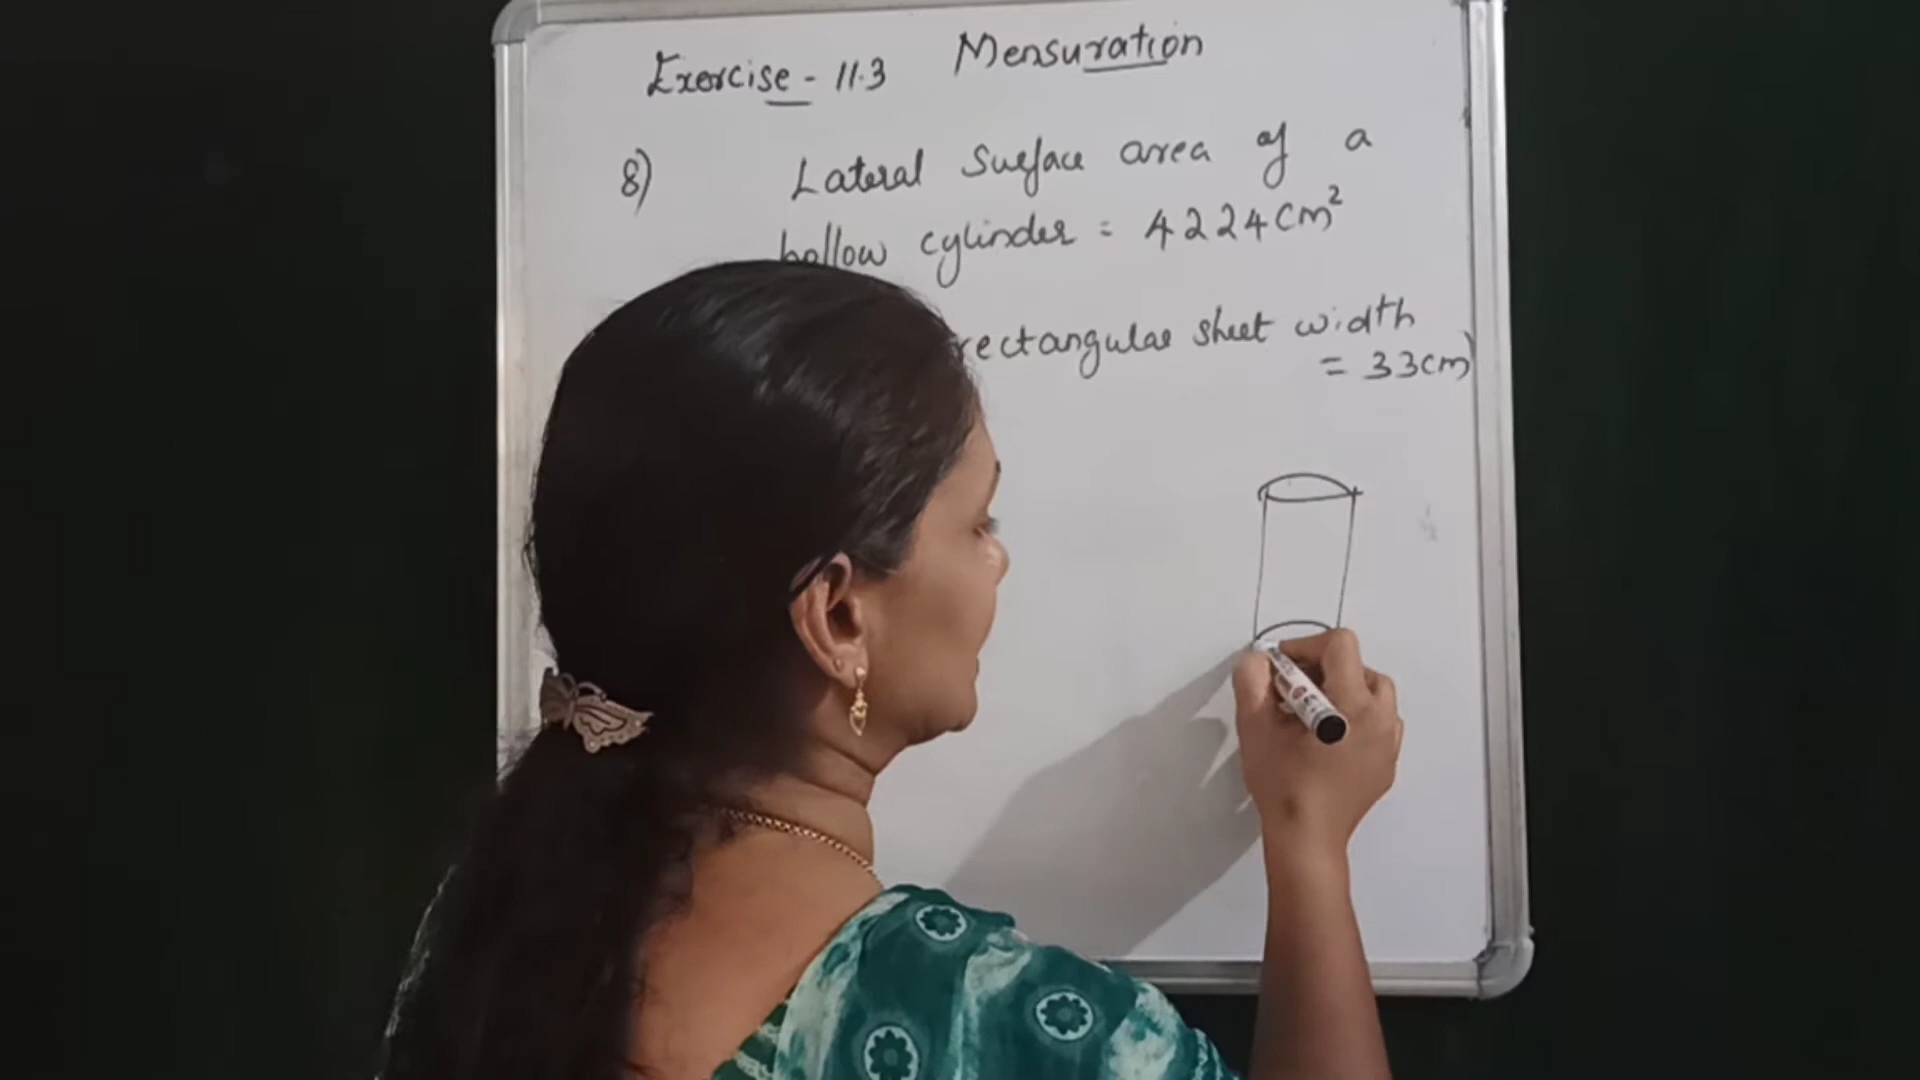 Exercise - 11.3 Mensuration
8) Lateral Surface area of a
hollow cylinder = 4224 cm²
rectangular sheet width
= 33cm